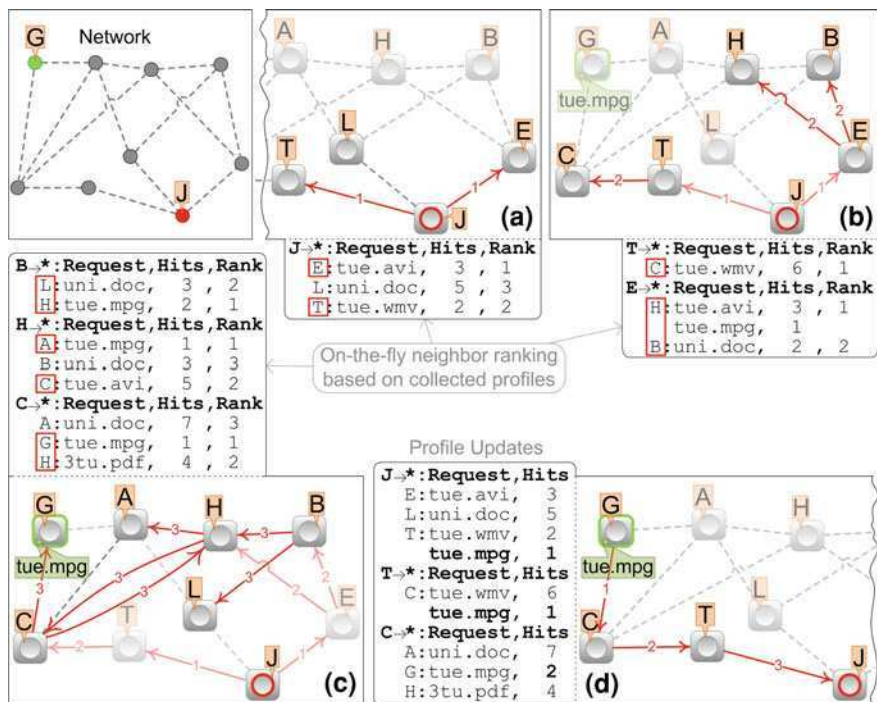 G
Network
J
A
H
B
L
T
E
1
1
(a)
J
G
A
H
B
tue.mpg
L
2
2
C
T
E
2
1
J
1
(b)
J→*:Request,Hits,Rank
E:tue.avi, 3 , 1
L:uni.doc, 5 , 3
T:tue.wmv, 2 , 2
T→*:Request,Hits,Rank
C:tue.wmv, 6 , 1
E→*:Request,Hits,Rank
H:tue.avi, 3 , 1
tue.mpg, 1
B:uni.doc, 2 , 2
B→*:Request,Hits,Rank
L:uni.doc, 3 , 2
H:tue.mpg, 2 , 1
H→*:Request,Hits,Rank
A:tue.mpg, 1 , 1
B:uni.doc, 3 , 3
C:tue.avi, 5 , 2
C→*:Request,Hits,Rank
A:uni.doc, 7 , 3
G:tue.mpg, 1 , 1
H:3tu.pdf, 4 , 2
On-the-fly neighbor ranking
based on collected profiles
Profile Updates
J→*:Request,Hits
E:tue.avi, 3
L:uni.doc, 5
T:tue.wmv, 2
tue.mpg, 1
T→*:Request,Hits
C:tue.wmv, 6
tue.mpg, 1
C→*:Request,Hits
A:uni.doc, 7
G:tue.mpg, 2
H:3tu.pdf, 4
G
A
H
B
3
3
tue.mpg
3
3
3
3
L
2
2
E
C
T
2
1
J
1
(c)
G
A
H
tue.mpg
1
L
C
T
2
3
J
(d)